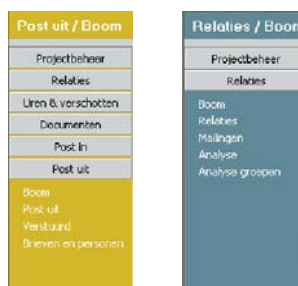 Post uit / Boom
Projectbeheer
Relaties
Uren & verschotten
Documenten
Post in
Post uit
Boom
Post uit
Verstuurd
Brieven en personen
Relaties / Boom
Projectbeheer
Relaties
Boom
Relaties
Mailingen
Analyse
Analyse groepen